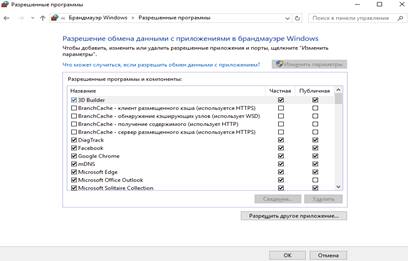 Разрешенные программы
Брандмауэр Windows › Разрешенные программы
Поиск в панели управления
Разрешение обмена данными с приложениями в брандмауэре Windows
Чтобы добавить, изменить или удалить разрешенные приложения и порты, щелкните "Изменить
параметры".
Что может случиться, если разрешить обмен данными с приложением?
Изменить параметры
Разрешенные программы и компоненты:
Название Частная Публичная
3D Builder
BranchCache - клиент размещенного кэша (используется HTTPS)
BranchCache - обнаружение кэширующих узлов (использует WSD)
BranchCache - получение содержимого (использует HTTP)
BranchCache - сервер размещенного кэша (использует HTTPS)
DiagTrack
Facebook
Google Chrome
mDNS
Microsoft Edge
Microsoft Office Outlook
Microsoft Solitaire Collection
Сведения... Удалить
Разрешить другое приложение...
OK Отмена